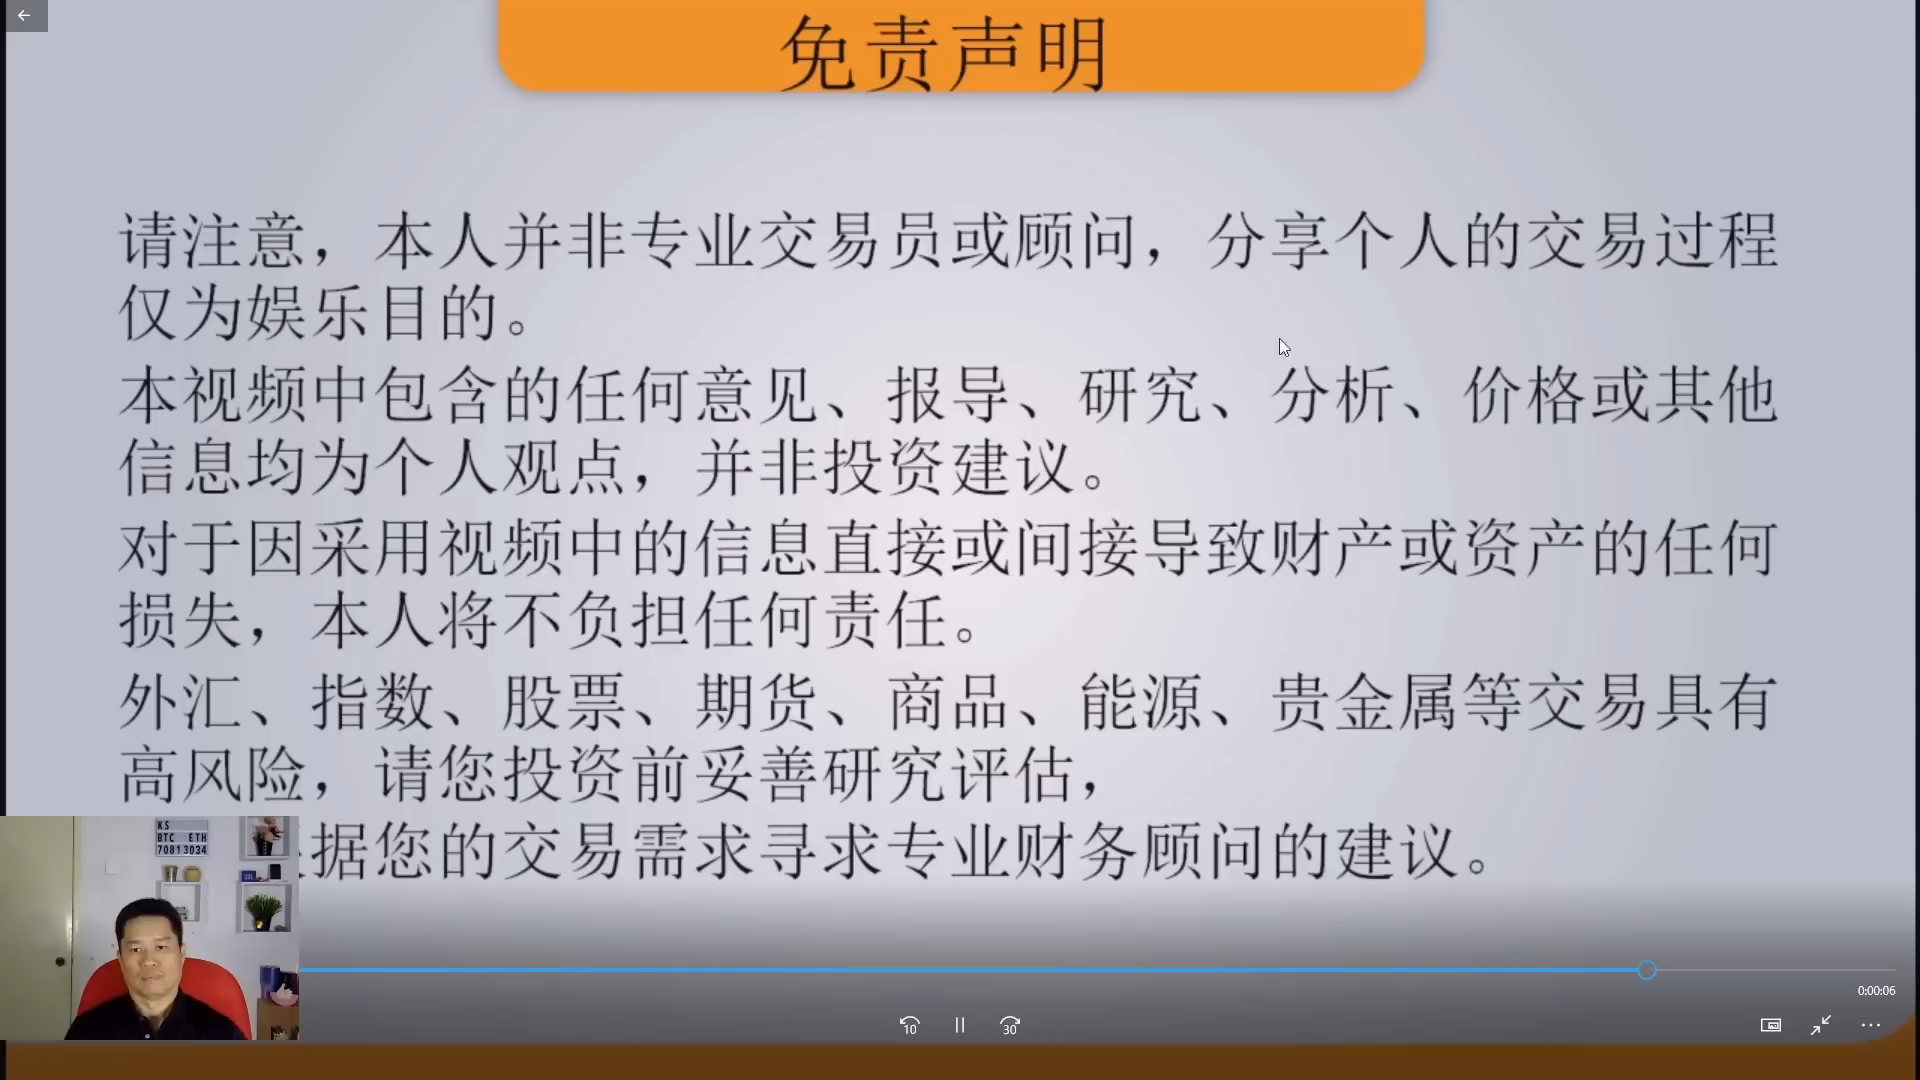 免责声明
请注意，本人并非专业交易员或顾问，分享个人的交易过程
仅为娱乐目的。
本视频中包含的任何意见、报导、研究、分析、价格或其他
信息均为个人观点，并非投资建议。
对于因采用视频中的信息直接或间接导致财产或资产的任何
损失，本人将不负担任何责任。
外汇、指数、股票、期货、商品、能源、贵金属等交易具有
高风险，请您投资前妥善研究评估，
据您的交易需求寻求专业财务顾问的建议。
KS
BTC ETH
70813034
0:00:06
10
30